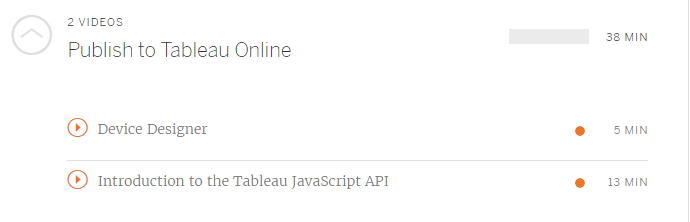 2 VIDEOS
Publish to Tableau Online
38 MIN
Device Designer
5 MIN
Introduction to the Tableau JavaScript API
13 MIN